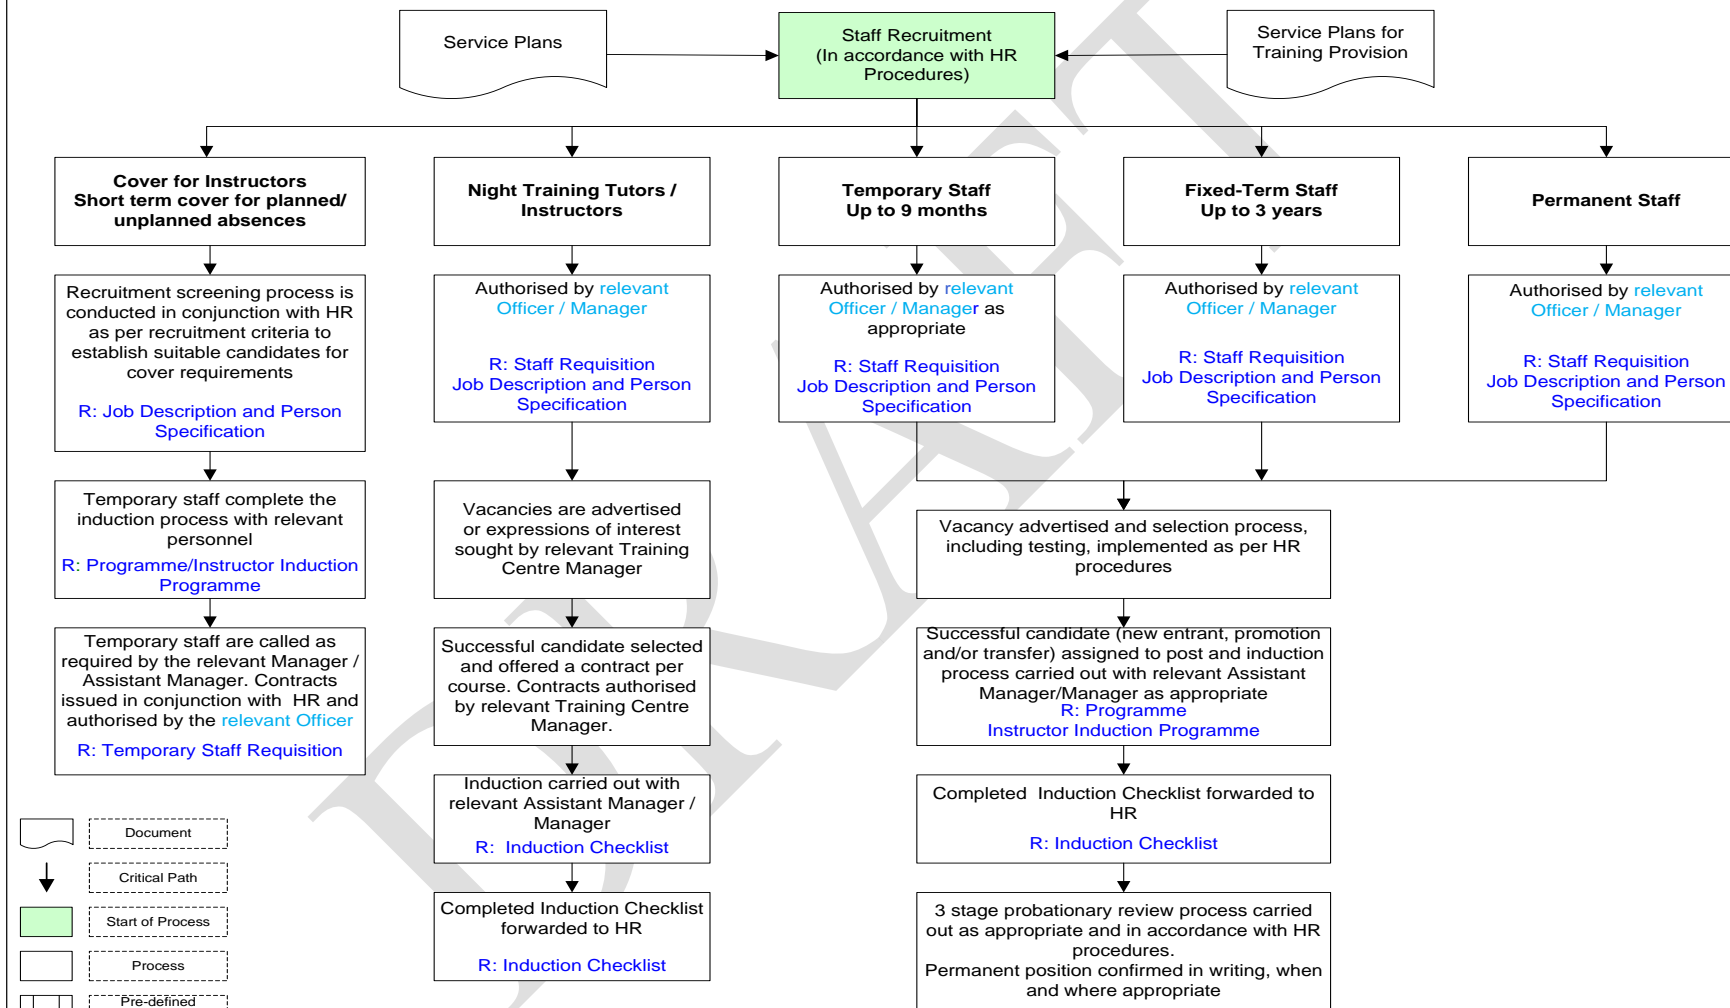 Service Plans
Staff Recruitment
(In accordance with HR
Procedures)
Service Plans for
Training Provision
Cover for Instructors
Short term cover for planned/
unplanned absences
Night Training Tutors /
Instructors
Temporary Staff
Up to 9 months
Fixed-Term Staff
Up to 3 years
Permanent Staff
Recruitment screening process is
conducted in conjunction with HR
as per recruitment criteria to
establish suitable candidates for
cover requirements
R: Job Description and Person
Specification
Authorised by relevant
Officer / Manager
R: Staff Requisition
Job Description and Person
Specification
Authorised by relevant
Officer / Manager as
appropriate
R: Staff Requisition
Job Description and Person
Specification
Authorised by relevant
Officer / Manager
R: Staff Requisition
Job Description and Person
Specification
Authorised by relevant
Officer / Manager
R: Staff Requisition
Job Description and Person
Specification
Temporary staff complete the
induction process with relevant
personnel
R: Programme/Instructor Induction
Programme
Vacancies are advertised
or expressions of interest
sought by relevant Training
Centre Manager
Vacancy advertised and selection process,
including testing, implemented as per HR
procedures
Temporary staff are called as
required by the relevant Manager /
Assistant Manager. Contracts
issued in conjunction with HR and
authorised by the relevant Officer
R: Temporary Staff Requisition
Successful candidate selected
and offered a contract per
course. Contracts authorised
by relevant Training Centre
Manager.
Successful candidate (new entrant, promotion
and/or transfer) assigned to post and induction
process carried out with relevant Assistant
Manager/Manager as appropriate
R: Programme
Instructor Induction Programme
Induction carried out with
relevant Assistant Manager /
Manager
R: Induction Checklist
Completed Induction Checklist forwarded to
HR
R: Induction Checklist
Completed Induction Checklist
forwarded to HR
R: Induction Checklist
3 stage probationary review process carried
out as appropriate and in accordance with HR
procedures.
Permanent position confirmed in writing, when
and where appropriate
Document
Critical Path
Start of Process
Process
Pre-defined
DRAFT